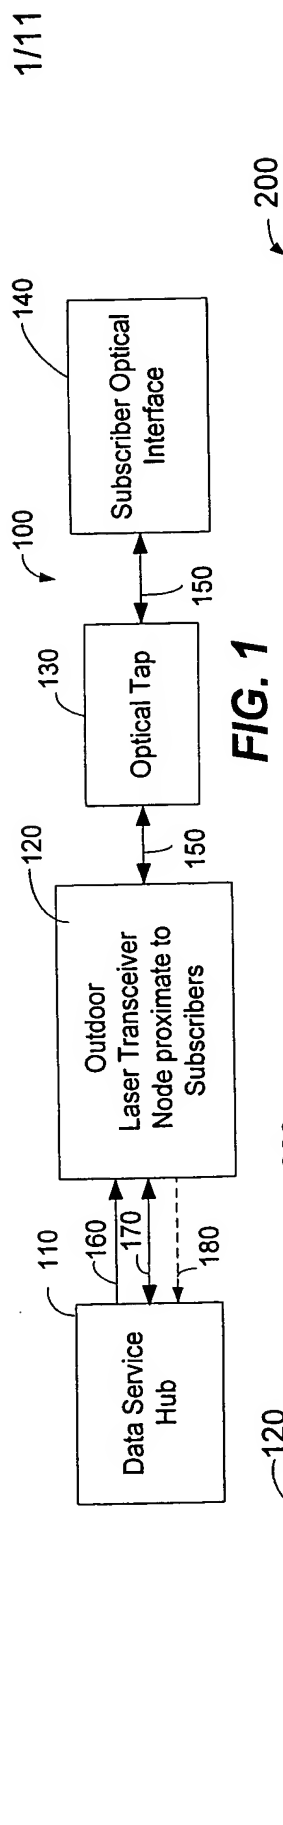 1/11
100
110
Data Service
Hub
160
170
180
120
Outdoor
Laser Transceiver
Node proximate to
Subscribers
150
130
Optical Tap
150
140
Subscriber Optical
Interface
FIG. 1
120
200